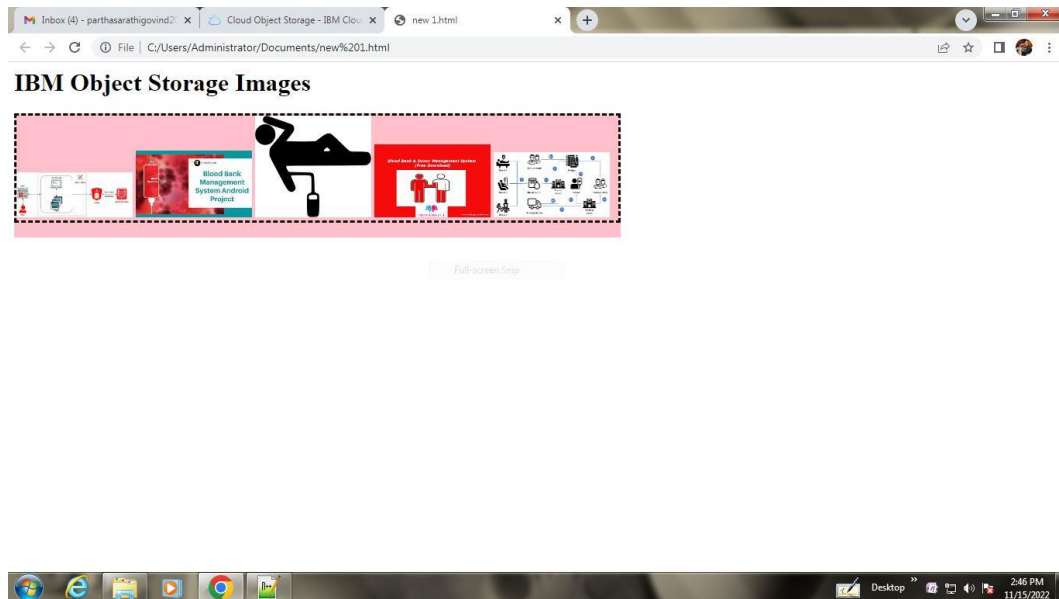 Inbox (4) - parthasarathigovind2
Cloud Object Storage - IBM Clou
new 1.html
File | C:/Users/Administrator/Documents/new%201.html
IBM Object Storage Images
Blood Bank
Management
System Android
Project
Blood Bank & Donor Management System
(Free Download)
Full-screen Snip
Desktop
2:46 PM
11/15/2022